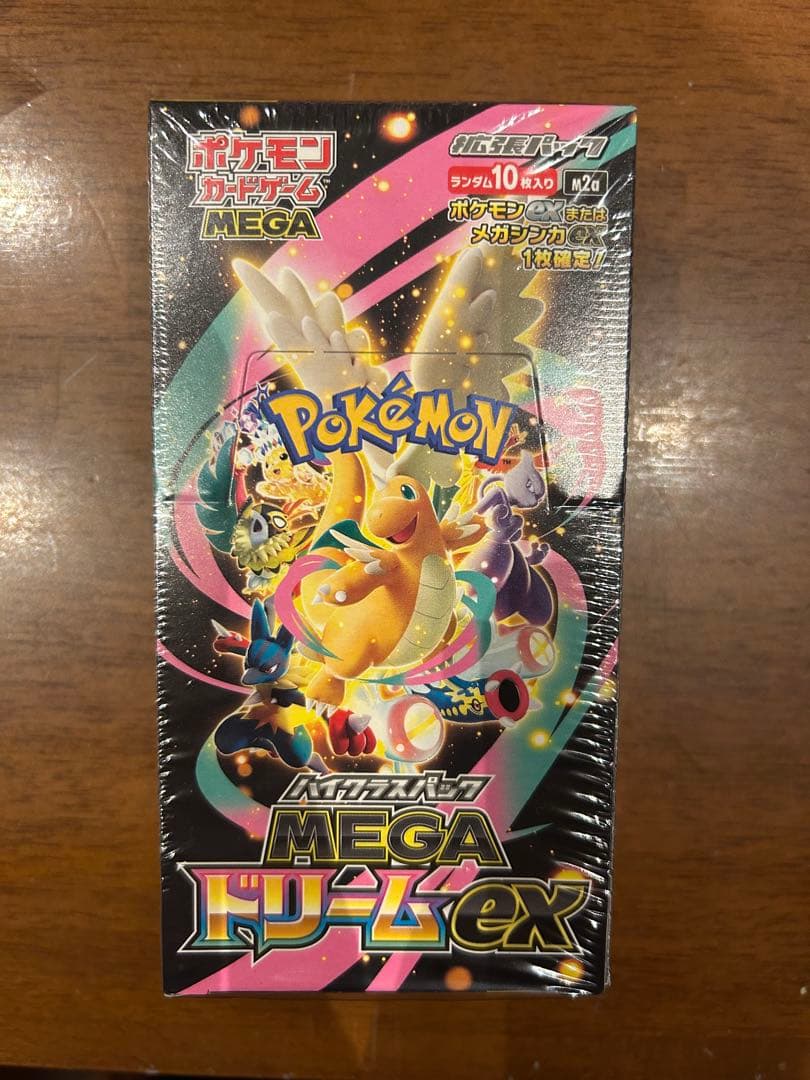 ポケモン
カードゲーム
MEGA
拡張パック
ランダム10枚入り M2a
ポケモンexまたは
メガシンカex
1枚確定!
POKéMON
TM
ハイクラスパック
MEGA
ドリームex